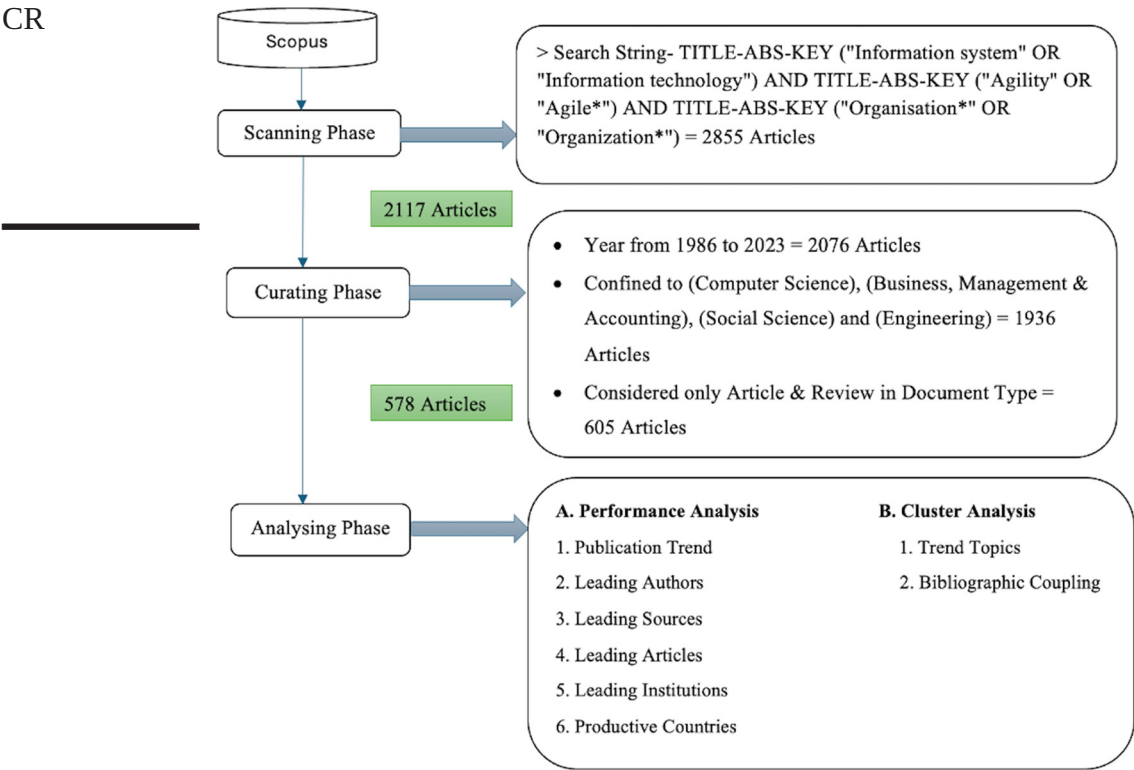 CR
Scopus
Scanning Phase
> Search String- TITLE-ABS-KEY ("Information system" OR
"Information technology") AND TITLE-ABS-KEY ("Agility" OR
"Agile*") AND TITLE-ABS-KEY ("Organisation*" OR
"Organization*") = 2855 Articles
2117 Articles
Curating Phase
• Year from 1986 to 2023 = 2076 Articles
• Confined to (Computer Science), (Business, Management &
Accounting), (Social Science) and (Engineering) = 1936
Articles
• Considered only Article & Review in Document Type =
605 Articles
578 Articles
Analysing Phase
A. Performance Analysis
1. Publication Trend
2. Leading Authors
3. Leading Sources
4. Leading Articles
5. Leading Institutions
6. Productive Countries
B. Cluster Analysis
1. Trend Topics
2. Bibliographic Coupling